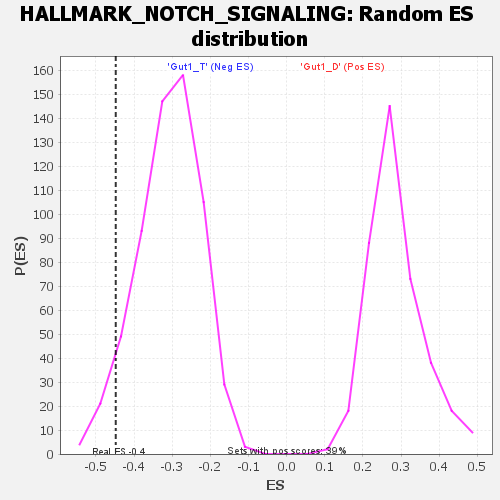 HALLMARK_NOTCH_SIGNALING: Random ES
distribution
'Gut1_T' (Neg ES)
'Gut1_D' (Pos ES)
P(ES)
160
150
140
130
120
110
100
90
80
70
60
50
40
30
20
10
0
Real ES -0.4
Sets with pos scores: 39%
-0.5 -0.4 -0.3 -0.2 -0.1 0.0 0.1 0.2 0.3 0.4 0.5
ES